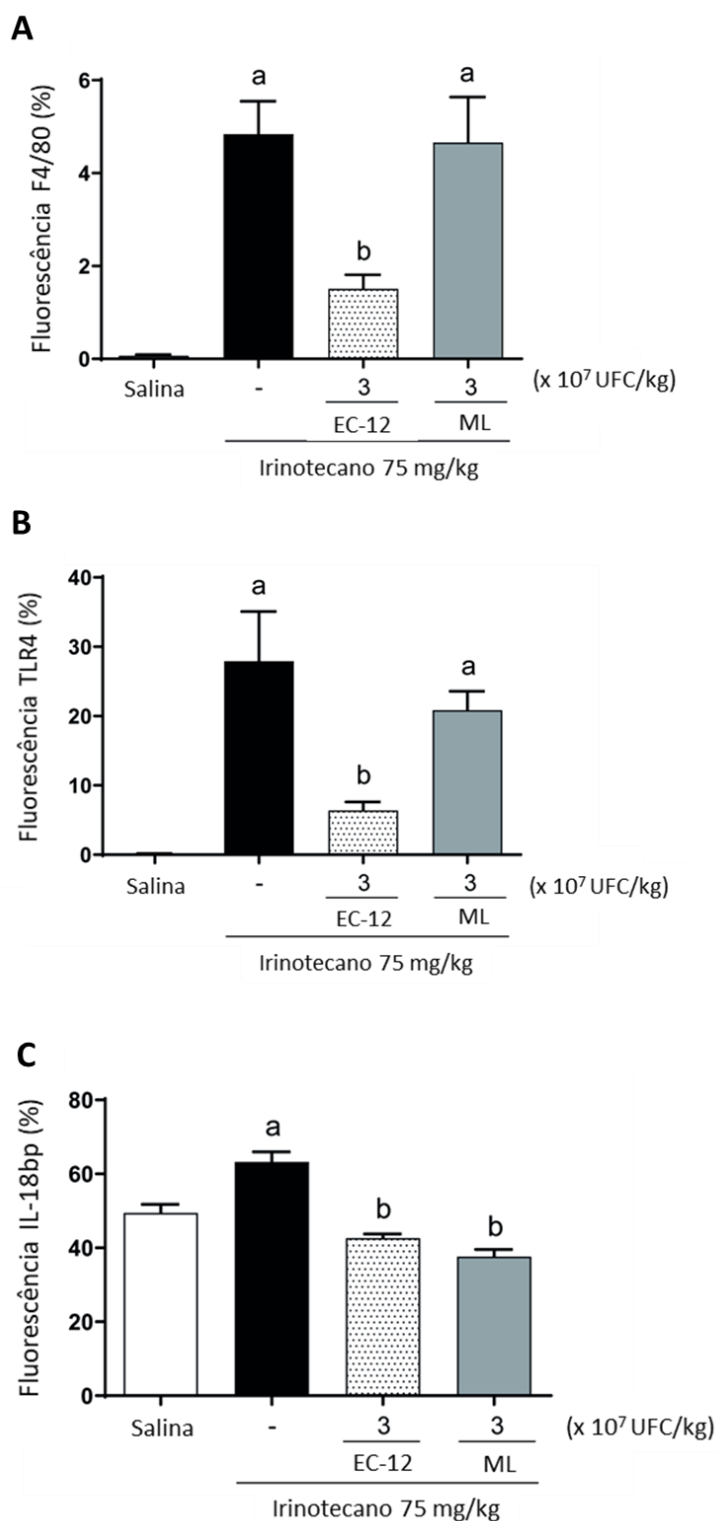 A
Fluorescência F4/80 (%)
6
4
2
0
a
b
a
Salina - 3 3 (x 10⁷ UFC/kg)
EC-12 ML
Irinotecano 75 mg/kg
B
Fluorescência TLR4 (%)
40
30
20
10
0
a
b
a
Salina - 3 3 (x 10⁷ UFC/kg)
EC-12 ML
Irinotecano 75 mg/kg
C
Fluorescência IL-18bp (%)
80
60
40
20
0
a
b
b
Salina - 3 3 (x 10⁷ UFC/kg)
EC-12 ML
Irinotecano 75 mg/kg